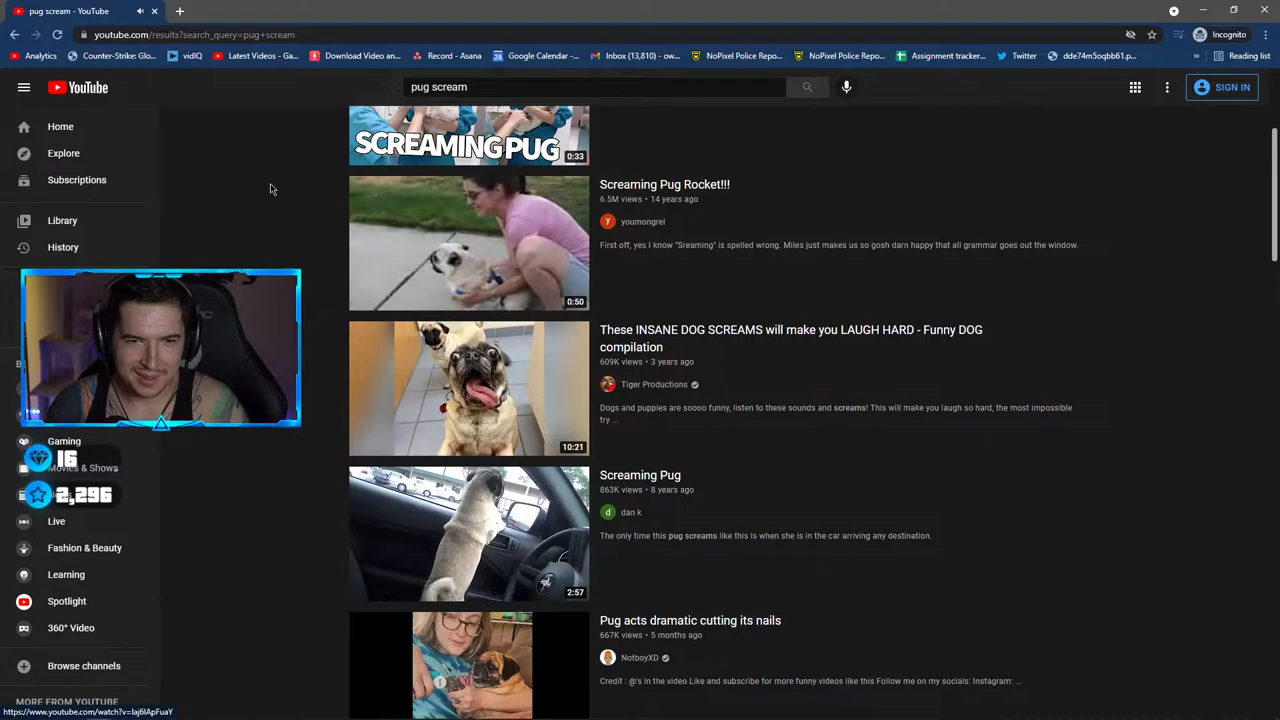 pug scream - YouTube
youtube.com/results?search_query=pug+scream
Incognito
Analytics
Counter-Strike: Glo...
vidIQ
Latest Videos - Ga...
Download Video an...
Record - Asana
Google Calendar -...
Inbox (13,810) - ow...
NoPixel Police Repo...
NoPixel Police Repo...
Assignment tracker...
Twitter
dde74m5oqbb61.p...
»
Reading list
YouTube
pug scream
SIGN IN
Home
Explore
Subscriptions
Library
History
Gaming
Movies & Shows
Live
Fashion & Beauty
Learning
Spotlight
360° Video
Browse channels
MORE FROM YOUTUBE
16
2,296
SCREAMING PUG
0:33
Screaming Pug Rocket!!!
6.5M views • 14 years ago
y youmongrel
First off, yes I know "Sreaming" is spelled wrong. Miles just makes us so gosh darn happy that all grammar goes out the window.
0:50
These INSANE DOG SCREAMS will make you LAUGH HARD - Funny DOG
compilation
609K views • 3 years ago
Tiger Productions
Dogs and puppies are soooo funny, listen to these sounds and screams! This will make you laugh so hard, the most impossible
try ...
10:21
Screaming Pug
863K views • 8 years ago
d dan k
The only time this pug screams like this is when she is in the car arriving any destination.
2:57
Pug acts dramatic cutting its nails
667K views • 5 months ago
NotboyXD
Credit : @'s in the video Like and subscribe for more funny videos like this Follow me on my socials: Instagram: ...